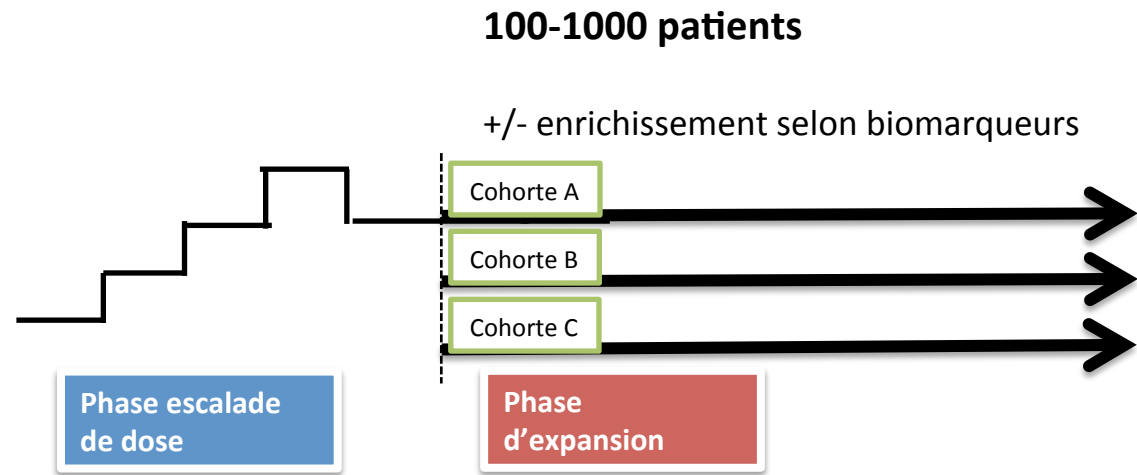 100-1000 patients
+/- enrichissement selon biomarqueurs
Cohorte A
Cohorte B
Cohorte C
Phase escalade
de dose
Phase
d’expansion